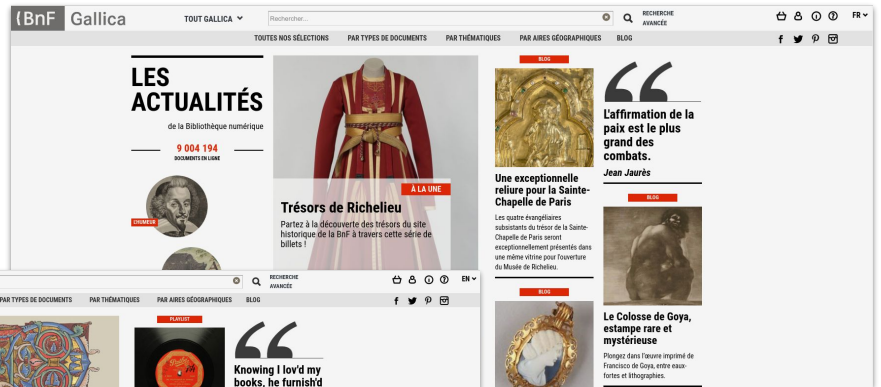 {BnF Gallica
TOUT GALLICA
Rechercher...
RECHERCHE
AVANCÉE
FR
TOUTES NOS SÉLECTIONS PAR TYPES DE DOCUMENTS PAR THÉMATIQUES PAR AIRES GÉOGRAPHIQUES BLOG
LES
ACTUALITÉS
de la Bibliothèque numérique
9 004 194
DOCUMENTS EN LIGNE
CRUMEUR
À LA UNE
Trésors de Richelieu
Partez à la découverte des trésors du site
historique de la BnF à travers cette série de
billets !
BLOG
Une exceptionnelle
reliure pour la Sainte-
Chapelle de Paris
Les quatre évangéliaires
subsistants du trésor de la Sainte-
Chapelle de Paris seront
exceptionnellement présentés dans
une même vitrine pour l'ouverture
du Musée de Richelieu.
BLOG
L'affirmation de la
paix est le plus
grand des
combats.
Jean Jaurès
BLOG
Le Colosse de Goya,
estampe rare et
mystérieuse
Plongez dans l'œuvre imprimé de
Francisco de Goya, entre eaux-
fortes et lithographies.
RECHERCHE
AVANCÉE
EN
PAR TYPES DE DOCUMENTS PAR THÉMATIQUES PAR AIRES GÉOGRAPHIQUES BLOG
PLAYLIST
Knowing I lov'd my
books, he furnish'd